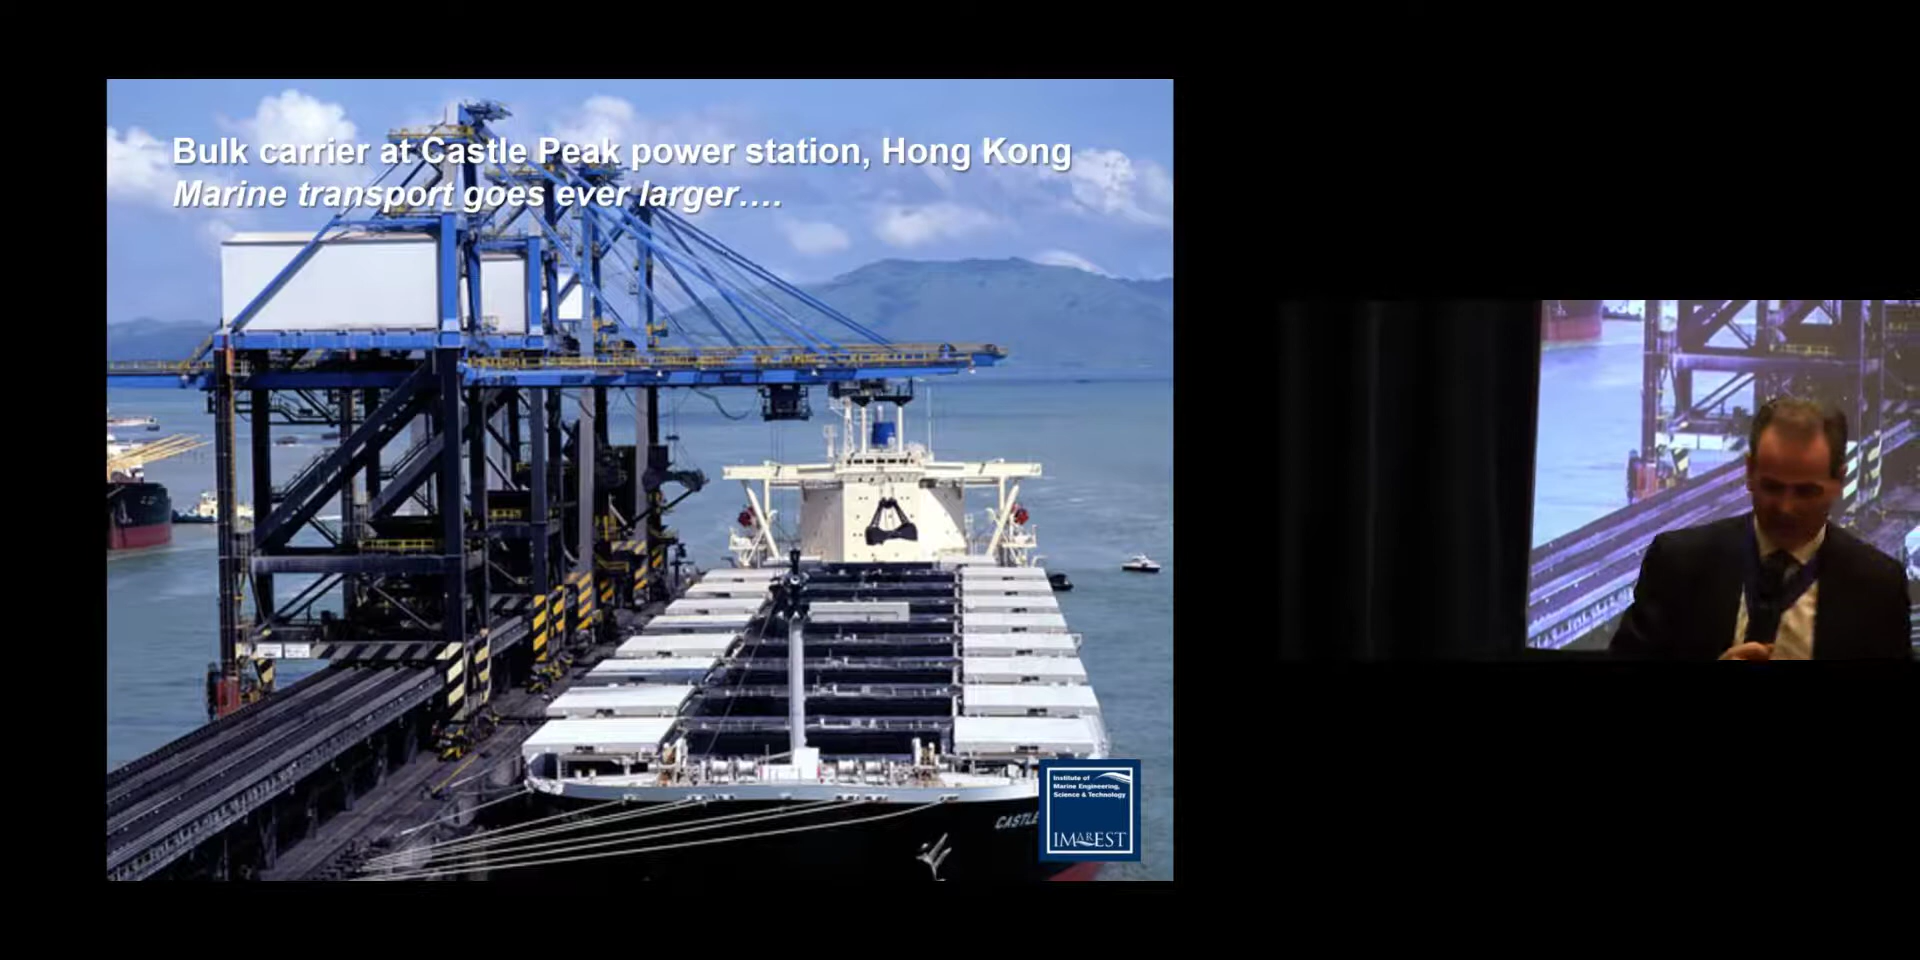 Bulk carrier at Castle Peak power station, Hong Kong
Marine transport goes ever larger....
CASTLE
Institute of
Marine Engineering,
Science & Technology
IMarEST